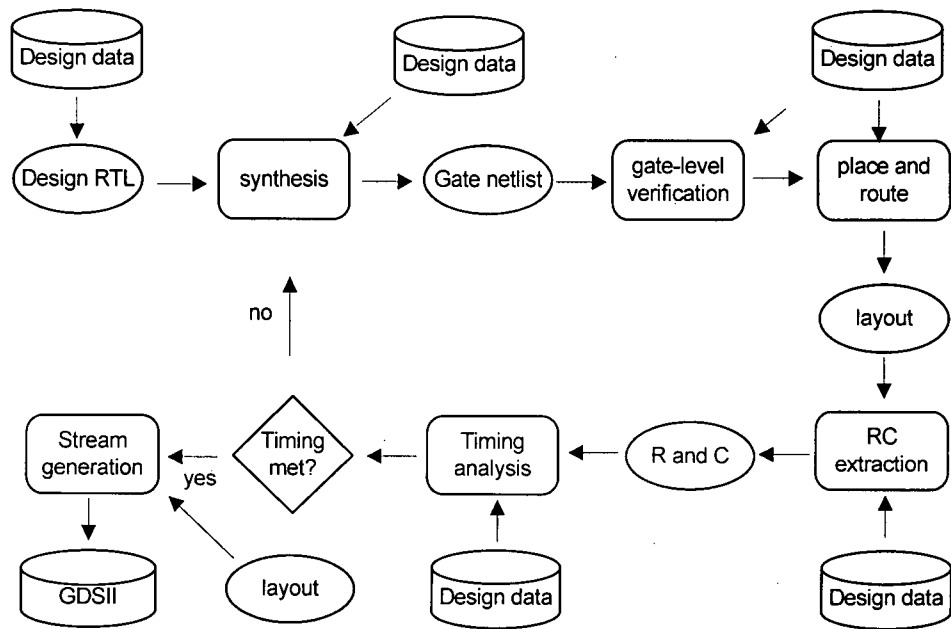 Design data
Design data
Design data
Design RTL
synthesis
Gate netlist
gate-level
verification
place and
route
layout
no
Stream
generation
yes
Timing
met?
Timing
analysis
R and C
RC
extraction
GDSII
layout
Design data
Design data